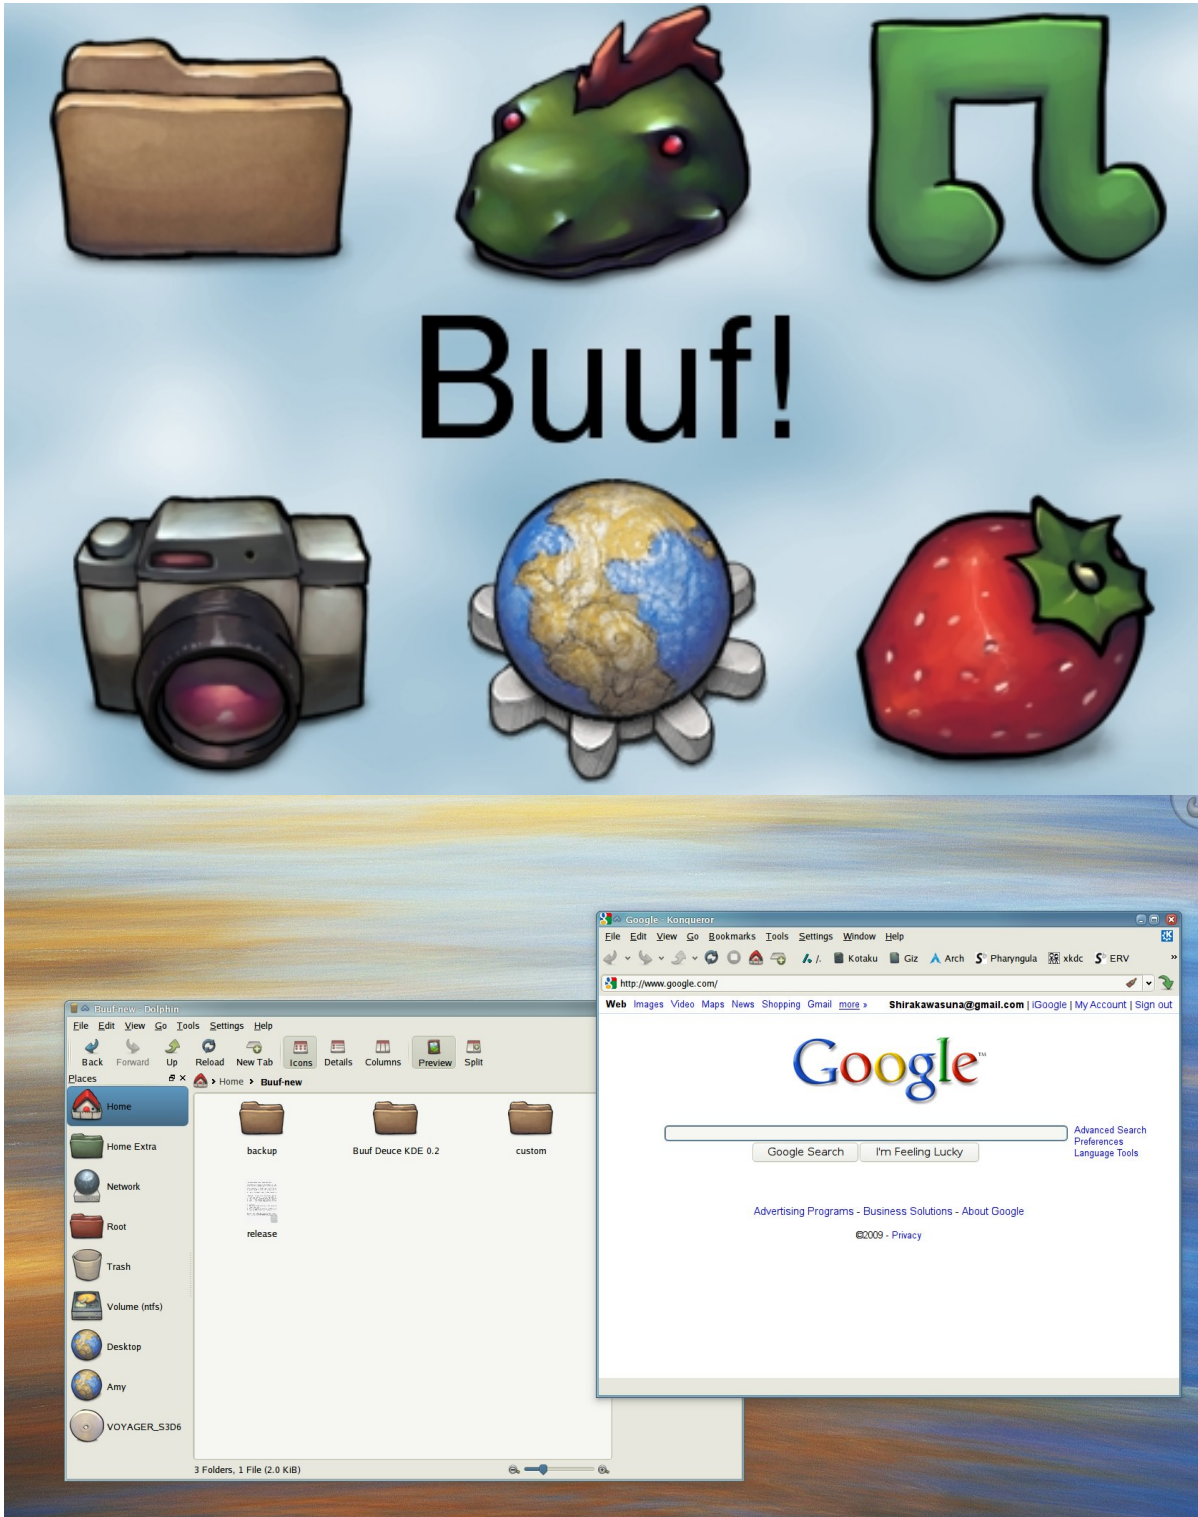 Buuf!
Google - Konqueror
File Edit View Go Bookmarks Tools Settings Window Help
/. Kotaku Giz Arch Pharyngula xkdc ERV »
http://www.google.com/
Web Images Video Maps News Shopping Gmail more » Shirakawasuna@gmail.com | iGoogle | My Account | Sign out
Google™
Advanced Search
Preferences
Language Tools
Google Search I'm Feeling Lucky
Advertising Programs - Business Solutions - About Google
©2009 - Privacy
Buuf-new - Dolphin
File Edit View Go Tools Settings Help
Back Forward Up Reload New Tab Icons Details Columns Preview Split
Places
Home > Buuf-new
Home
Home Extra
Network
Root
Trash
Volume (ntfs)
Desktop
Amy
VOYAGER_S3D6
backup Buuf Deuce KDE 0.2 custom
release
3 Folders, 1 File (2.0 KiB)